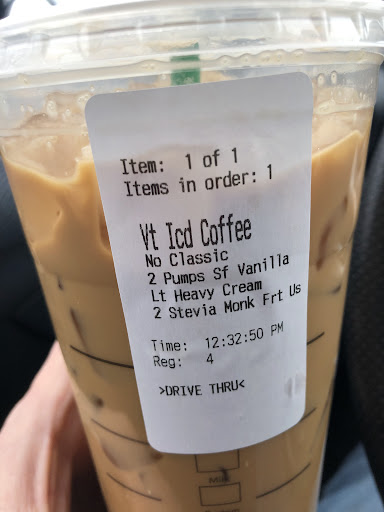 Item: 1 of 1
Items in order: 1
Vt Icd Coffee
No Classic
2 Pumps Sf Vanilla
Lt Heavy Cream
2 Stevia Monk Frt Us
Time: 12:32:50 PM
Reg: 4
>DRIVE THRU<